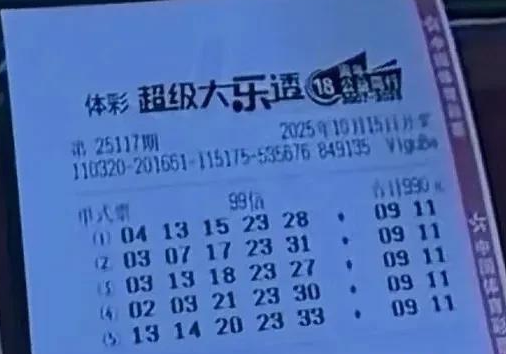 体彩 超级大乐透 18
第 25117期 2025年10月15日开奖
110320-201651-115175-535676 849135
单式票 99倍 合计990元
(1) 04 13 15 23 28 09 11
(2) 03 07 17 23 31 09 11
(3) 03 13 18 23 27 09 11
(4) 02 03 21 23 30 09 11
(5) 13 14 20 23 33 09 11
中国体育彩票
中国体育彩